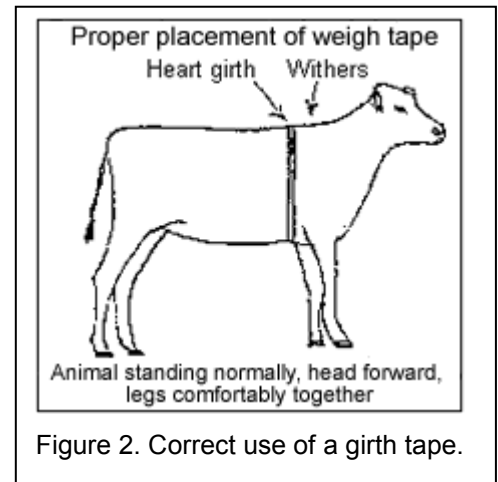 Proper placement of weigh tape
Heart girth Withers
Animal standing normally, head forward,
legs comfortably together
Figure 2. Correct use of a girth tape.